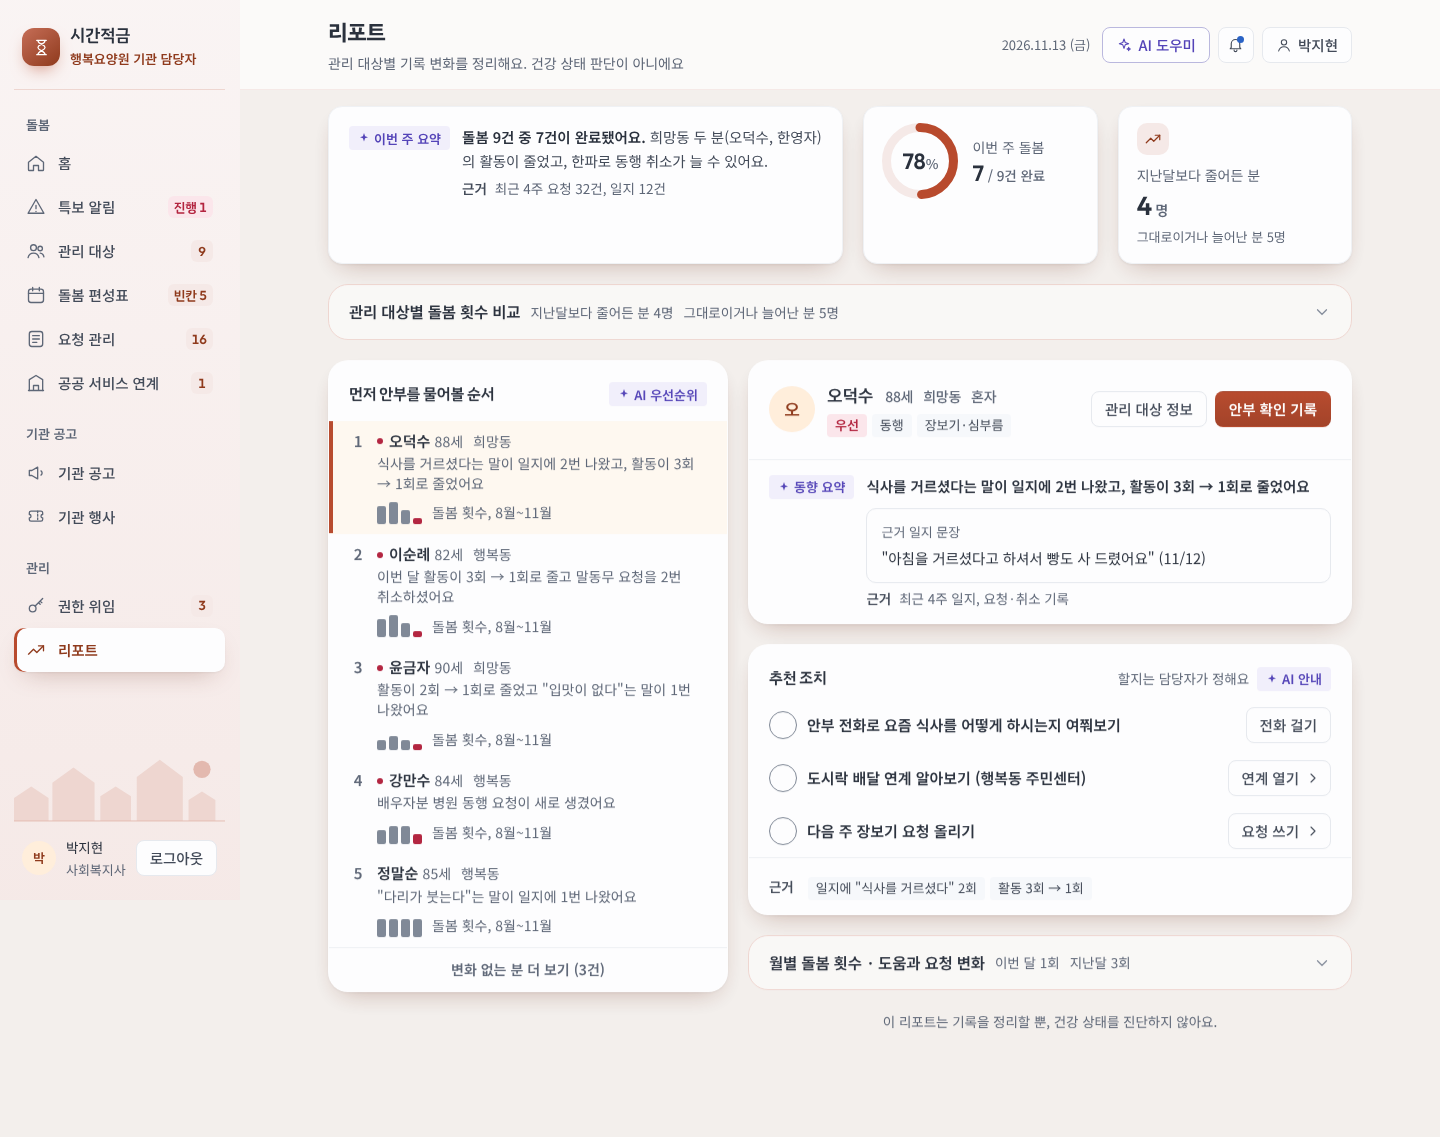 시간적금
행복요양원 기관 담당자
돌봄
홈
특보 알림 진행 1
관리 대상 9
돌봄 편성표 빈칸 5
요청 관리 16
공공 서비스 연계 1
기관 공고
기관 공고
기관 행사
관리
권한 위임 3
리포트
박 박지현
사회복지사
로그아웃
리포트
관리 대상별 기록 변화를 정리해요. 건강 상태 판단이 아니에요
2026.11.13 (금) AI 도우미 박지현
이번 주 요약
돌봄 9건 중 7건이 완료됐어요. 희망동 두 분(오덕수, 한영자)
의 활동이 줄었고, 한파로 동행 취소가 늘 수 있어요.
근거 최근 4주 요청 32건, 일지 12건
78%
이번 주 돌봄
7 / 9건 완료
지난달보다 줄어든 분
4 명
그대로이거나 늘어난 분 5명
관리 대상별 돌봄 횟수 비교 지난달보다 줄어든 분 4명 그대로이거나 늘어난 분 5명
먼저 안부를 물어볼 순서 AI 우선순위
1 오덕수 88세 희망동
식사를 거르셨다는 말이 일지에 2번 나왔고, 활동이 3회
→ 1회로 줄었어요
돌봄 횟수, 8월~11월
2 이순례 82세 행복동
이번 달 활동이 3회 → 1회로 줄고 말동무 요청을 2번
취소하셨어요
돌봄 횟수, 8월~11월
3 윤금자 90세 희망동
활동이 2회 → 1회로 줄었고 "입맛이 없다"는 말이 1번
나왔어요
돌봄 횟수, 8월~11월
4 강만수 84세 행복동
배우자분 병원 동행 요청이 새로 생겼어요
돌봄 횟수, 8월~11월
5 정말순 85세 행복동
"다리가 붓는다"는 말이 일지에 1번 나왔어요
돌봄 횟수, 8월~11월
변화 없는 분 더 보기 (3건)
오 오덕수 88세 희망동 혼자
우선 동행 장보기·심부름
관리 대상 정보 안부 확인 기록
동향 요약 식사를 거르셨다는 말이 일지에 2번 나왔고, 활동이 3회 → 1회로 줄었어요
근거 일지 문장
"아침을 거르셨다고 하셔서 빵도 사 드렸어요" (11/12)
근거 최근 4주 일지, 요청·취소 기록
추천 조치 할지는 담당자가 정해요 AI 안내
안부 전화로 요즘 식사를 어떻게 하시는지 여쭤보기 전화 걸기
도시락 배달 연계 알아보기 (행복동 주민센터) 연계 열기
다음 주 장보기 요청 올리기 요청 쓰기
근거 일지에 "식사를 거르셨다" 2회 활동 3회 → 1회
월별 돌봄 횟수 · 도움과 요청 변화 이번 달 1회 지난달 3회
이 리포트는 기록을 정리할 뿐, 건강 상태를 진단하지 않아요.